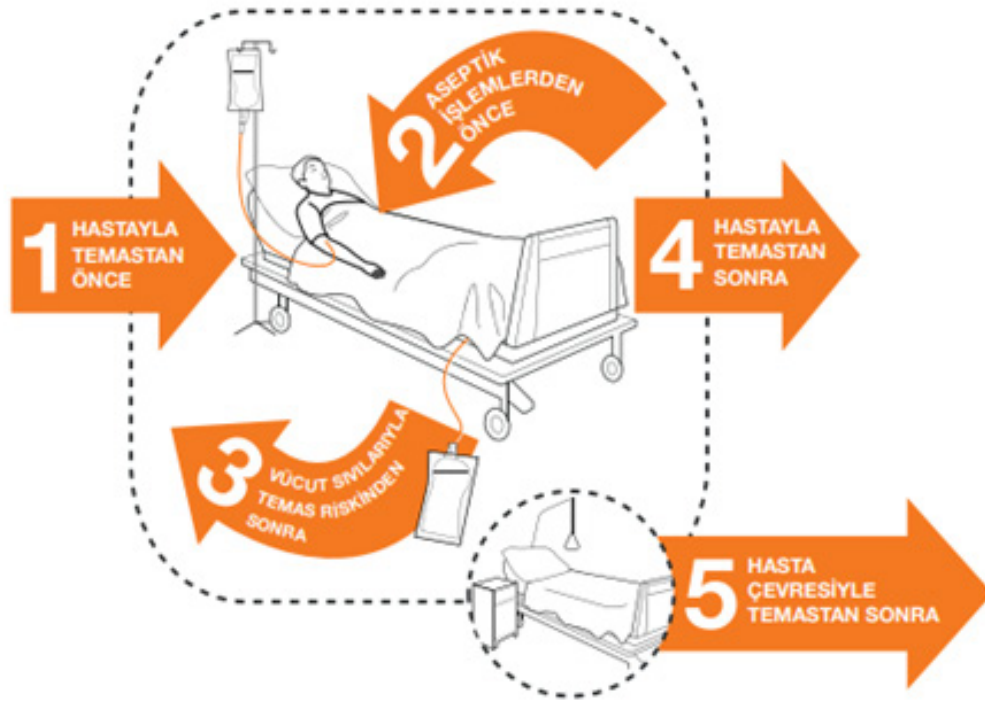 1
HASTAYLA
TEMASTAN
ÖNCE
2
ASEPTİK
İŞLEMLERDEN
ÖNCE
3
VÜCUT SIVILARIYLA
TEMAS RİSKİNDEN
SONRA
4
HASTAYLA
TEMASTAN
SONRA
5
HASTA
ÇEVRESİYLE
TEMASTAN SONRA